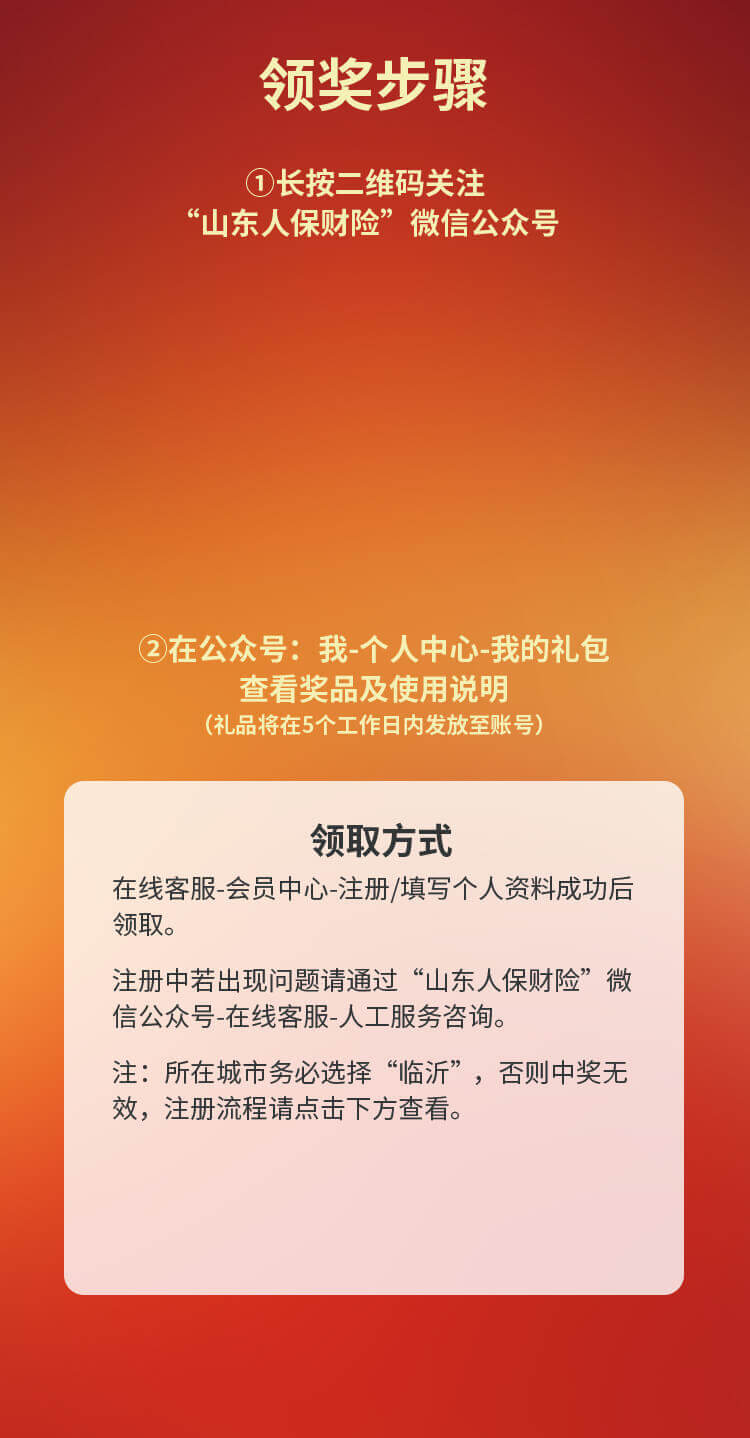 领奖步骤
①长按二维码关注
“山东人保财险”微信公众号
②在公众号：我-个人中心-我的礼包
查看奖品及使用说明
（礼品将在5个工作日内发放至账号）
领取方式
在线客服-会员中心-注册/填写个人资料成功后
领取。
注册中若出现问题请通过“山东人保财险”微
信公众号-在线客服-人工服务咨询。
注：所在城市务必选择“临沂”，否则中奖无
效，注册流程请点击下方查看。